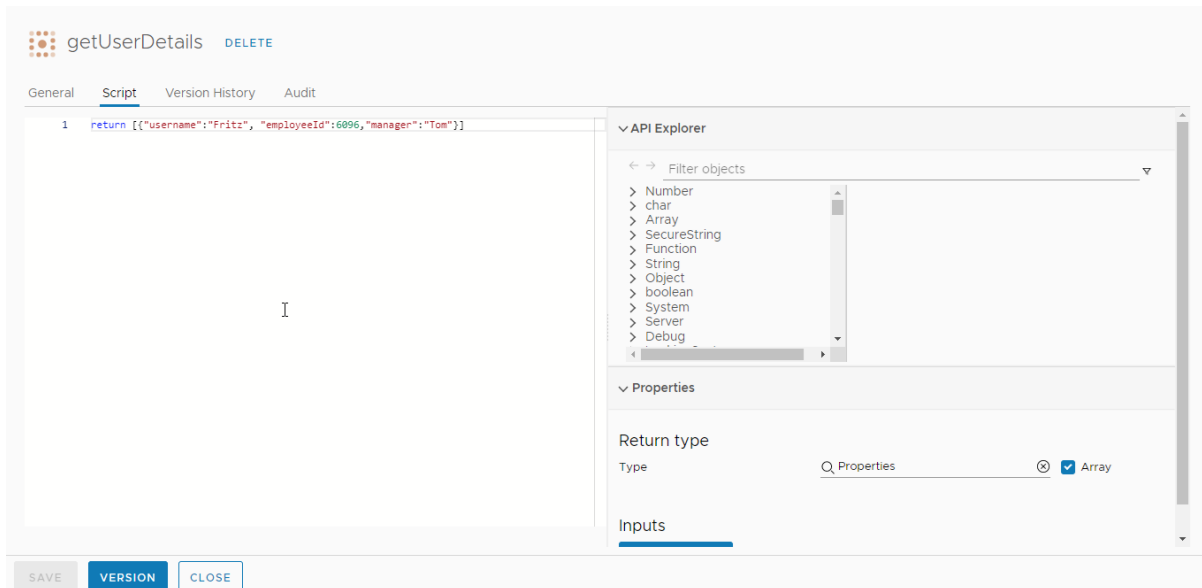 getUserDetails DELETE
General Script Version History Audit
1 return [{"username":"Fritz", "employeeId":6096,"manager":"Tom"}]
API Explorer
Filter objects
Number
char
Array
SecureString
Function
String
Object
boolean
System
Server
Debug
Properties
Return type
Type Properties Array
Inputs
SAVE VERSION CLOSE